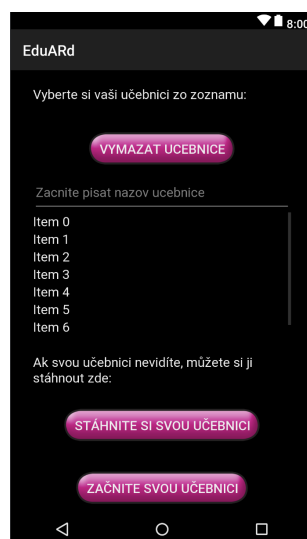 8:00
EduARd
Vyberte si vaši učebnici zo zoznamu:
VYMAZAT UCEBNICE
Zacnite pisat nazov ucebnice
Item 0
Item 1
Item 2
Item 3
Item 4
Item 5
Item 6
Ak svou učebnici nevidíte, mužete si ji
stáhnout zde:
STÁHNITE SI SVOU UČEBNICI
ZAČNITE SVOU UČEBNICI